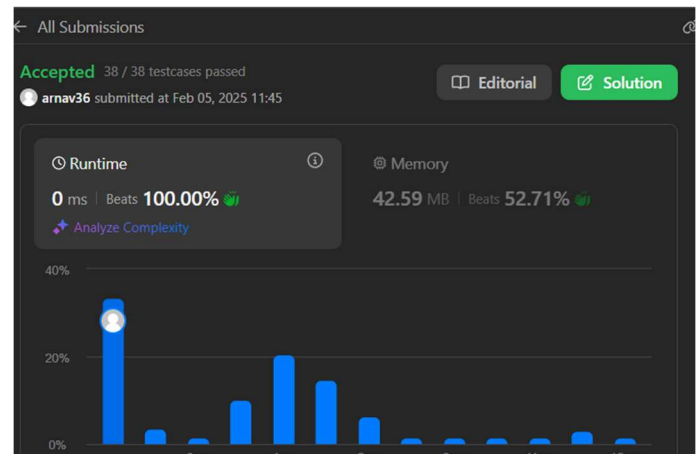 All Submissions
Accepted 38 / 38 testcases passed
arnav36 submitted at Feb 05, 2025 11:45
Editorial
Solution
Runtime
0 ms | Beats 100.00%
Analyze Complexity
Memory
42.59 MB | Beats 52.71%
40%
20%
0%